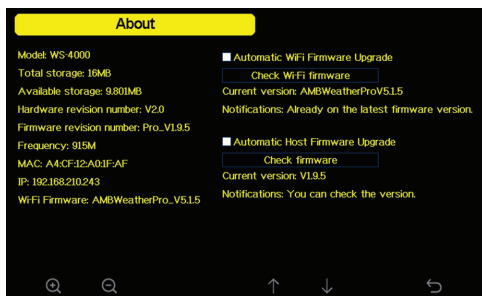 About
Model: WS-4000
Total storage: 16MB
Available storage: 9.801MB
Hardware revision number: V2.0
Firmware revision number: Pro_V1.9.5
Frequency: 915M
MAC: A4:CF:12:A0:1F:AF
IP: 192.168.210.243
Wi-Fi Firmware: AMBWeatherPro_V5.1.5
Automatic WiFi Firmware Upgrade
Check Wi-Fi firmware
Current version: AMBWeatherProV5.1.5
Notifications: Already on the latest firmware version.
Automatic Host Firmware Upgrade
Check firmware
Current version: V1.9.5
Notifications: You can check the version.